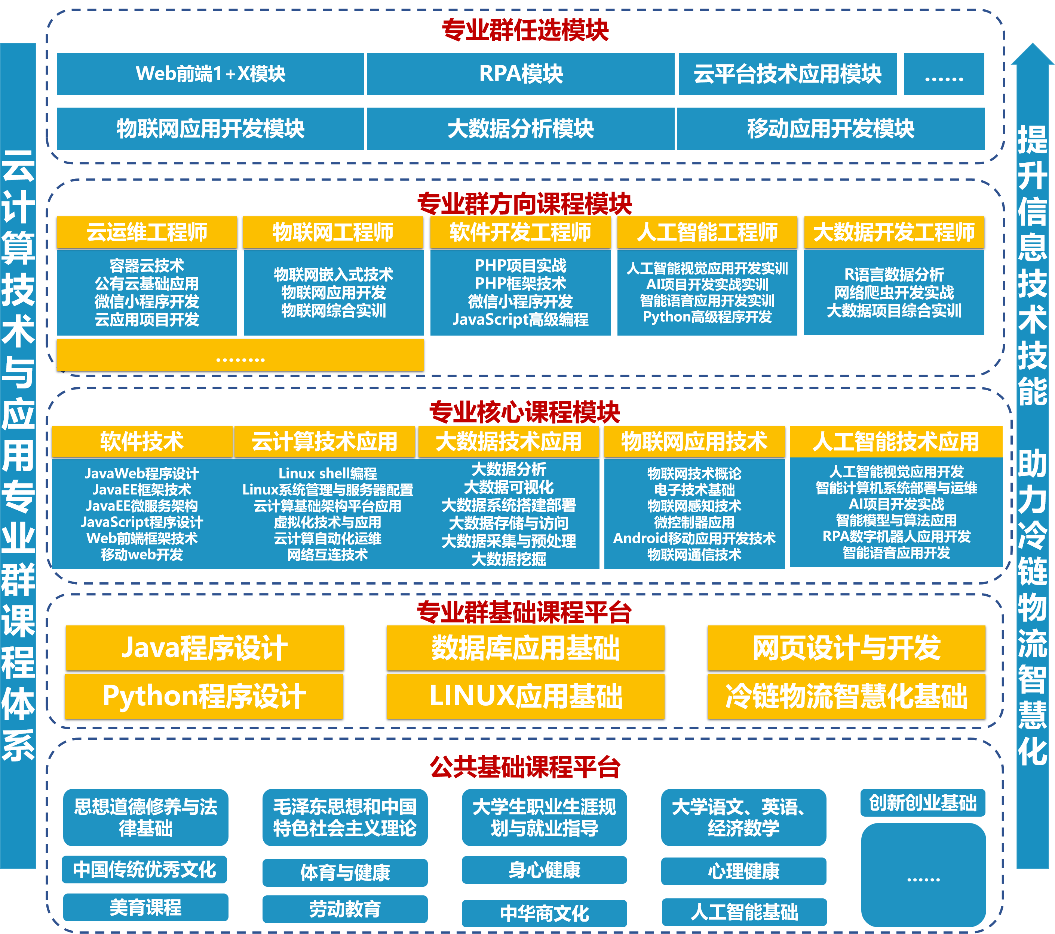 云计算技术与应用专业群课程体系
专业群任选模块
Web前端1+X模块
RPA模块
云平台技术应用模块
……
物联网应用开发模块
大数据分析模块
移动应用开发模块
专业群方向课程模块
云运维工程师
容器云技术
公有云基础应用
微信小程序开发
云应用项目开发
物联网工程师
物联网嵌入式技术
物联网应用开发
物联网综合实训
软件开发工程师
PHP项目实战
PHP框架技术
微信小程序开发
JavaScript高级编程
人工智能工程师
人工智能视觉应用开发实训
AI项目开发实战实训
智能语音应用开发实训
Python高级程序开发
大数据开发工程师
R语言数据分析
网络爬虫开发实战
大数据项目综合实训
........
专业核心课程模块
软件技术
JavaWeb程序设计
JavaEE框架技术
JavaEE微服务架构
JavaScript程序设计
Web前端框架技术
移动web开发
云计算技术应用
Linux shell编程
Linux系统管理与服务器配置
云计算基础架构平台应用
虚拟化技术与应用
云计算自动化运维
网络互连技术
大数据技术应用
大数据分析
大数据可视化
大数据系统搭建部署
大数据存储与访问
大数据采集与预处理
大数据挖掘
物联网应用技术
物联网技术概论
电子技术基础
物联网感知技术
微控制器应用
Android移动应用开发技术
物联网通信技术
人工智能技术应用
人工智能视觉应用开发
智能计算机系统部署与运维
AI项目开发实战
智能模型与算法应用
RPA数字机器人应用开发
智能语音应用开发
专业群基础课程平台
Java程序设计
数据库应用基础
网页设计与开发
Python程序设计
LINUX应用基础
冷链物流智慧化基础
公共基础课程平台
思想道德修养与法
律基础
毛泽东思想和中国
特色社会主义理论
大学生职业生涯规
划与就业指导
大学语文、英语、
经济数学
创新创业基础
中国传统优秀文化
体育与健康
身心健康
心理健康
……
美育课程
劳动教育
中华商文化
人工智能基础
提升信息技术技能 助力冷链物流智慧化